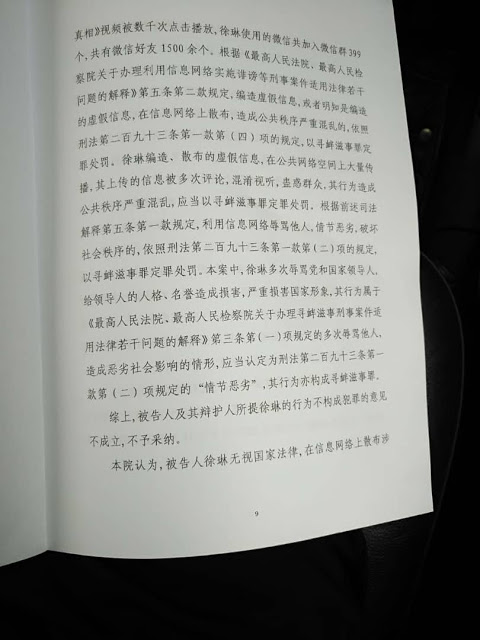 真相》视频被数千次点击播放，徐琳使用的微信共加入微信群399
个，共有微信好友 1500 余个。根据《最高人民法院、最高人民检
察院关于办理利用信息网络实施诽谤等刑事案件适用法律若干
问题的解释》第五条第二款规定，编造虚假信息，或者明知是编造
的虚假信息，在信息网络上散布，造成公共秩序严重混乱的，依照
刑法第二百九十三条第一款第（四）项的规定，以寻衅滋事罪定
罪处罚。徐琳编造、散布的虚假信息，在公共网络空间上大量传
播，其上传的信息被多次评论，混淆视听，蛊惑群众，其行为造成
公共秩序严重混乱，应当以寻衅滋事罪定罪处罚。根据前述司法
解释第五条第一款规定，利用信息网络辱骂他人，情节恶劣，破坏
社会秩序的，依照刑法第二百九十三条第一款第（二）项的规定，
以寻衅滋事罪定罪处罚。本案中，徐琳多次辱骂党和国家领导人，
给领导人的人格、名誉造成损害，严重损害国家形象，其行为属于
《最高人民法院、最高人民检察院关于办理寻衅滋事刑事案件适
用法律若干问题的解释》第三条第（一）项规定的多次辱骂他人，
造成恶劣社会影响的情形，应当认定为刑法第二百九十三条第一
款第（二）项规定的“情节恶劣”，其行为亦构成寻衅滋事罪。
综上，被告人及其辩护人所提徐琳的行为不构成犯罪的意见
不成立，不予采纳。
本院认为，被告人徐琳无视国家法律，在信息网络上散布涉
9